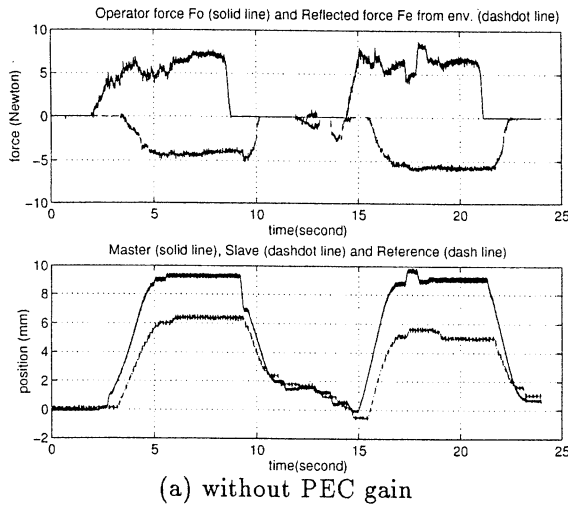 Operator force Fo (solid line) and Reflected force Fe from env. (dashdot line)
10
5
0
−5
−10
force (Newton)
0 5 10 15 20 25
time(second)
Master (solid line), Slave (dashdot line) and Reference (dash line)
10
8
6
4
2
0
−2
position (mm)
0 5 10 15 20 25
time(second)
(a) without PEC gain